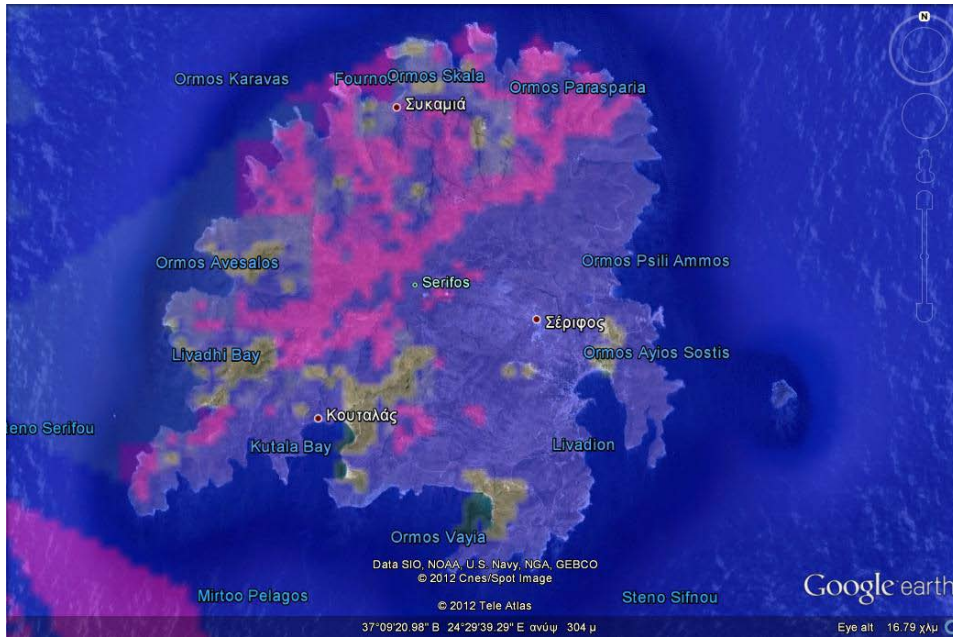 N
Ormos Karavas
Fournoi
Ormos Skala
Ormos Parasparia
Συκαμιά
Ormos Avesalos
Ormos Psili Ammos
Serifos
Σέριφος
Livadhi Bay
Ormos Ayios Sostis
Κουταλάς
teno Serifou
Kutala Bay
Livadion
Ormos Vayia
Data SIO, NOAA, U.S. Navy, NGA, GEBCO
© 2012 Cnes/Spot Image
Google earth
Mirtoo Pelagos
© 2012 Tele Atlas
Steno Sifnou
37°09'20.98" Β 24°29'39.29" Ε ανύψ 304 μ
Eye alt 16.79 χλμ